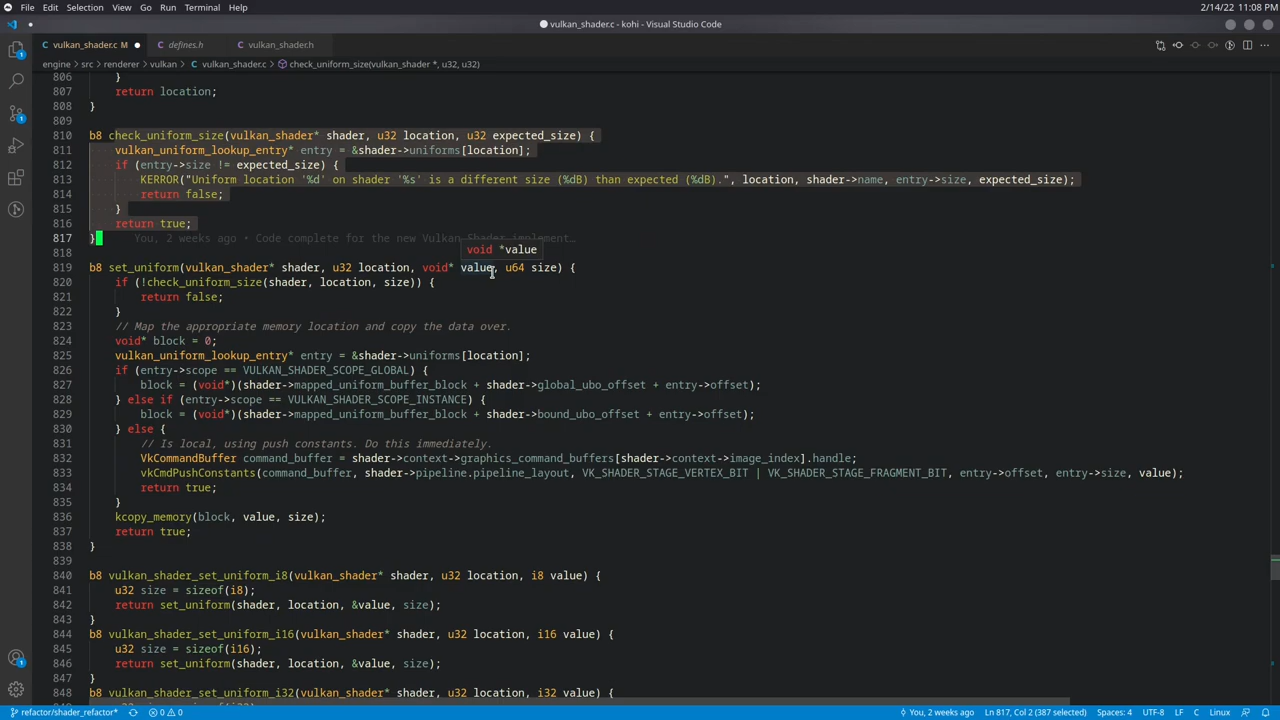 File Edit Selection View Go Run Terminal Help
2/14/22 11:08 PM
vulkan_shader.c - kohi - Visual Studio Code
C vulkan_shader.c M
C defines.h
C vulkan_shader.h
engine > src > renderer > vulkan > C vulkan_shader.c > check_uniform_size(vulkan_shader *, u32, u32)
806 }
807 return location;
808 }
809
810 b8 check_uniform_size(vulkan_shader* shader, u32 location, u32 expected_size) {
811 vulkan_uniform_lookup_entry* entry = &shader->uniforms[location];
812 if (entry->size != expected_size) {
813 KERROR("Uniform location '%d' on shader '%s' is a different size (%dB) than expected (%dB).", location, shader->name, entry->size, expected_size);
814 return false;
815 }
816 return true;
817 } You, 2 weeks ago • Code complete for the new Vulkan Shader implement…
818
void *value
819 b8 set_uniform(vulkan_shader* shader, u32 location, void* value, u64 size) {
820 if (!check_uniform_size(shader, location, size)) {
821 return false;
822 }
823 // Map the appropriate memory location and copy the data over.
824 void* block = 0;
825 vulkan_uniform_lookup_entry* entry = &shader->uniforms[location];
826 if (entry->scope == VULKAN_SHADER_SCOPE_GLOBAL) {
827 block = (void*)(shader->mapped_uniform_buffer_block + shader->global_ubo_offset + entry->offset);
828 } else if (entry->scope == VULKAN_SHADER_SCOPE_INSTANCE) {
829 block = (void*)(shader->mapped_uniform_buffer_block + shader->bound_ubo_offset + entry->offset);
830 } else {
831 // Is local, using push constants. Do this immediately.
832 VkCommandBuffer command_buffer = shader->context->graphics_command_buffers[shader->context->image_index].handle;
833 vkCmdPushConstants(command_buffer, shader->pipeline.pipeline_layout, VK_SHADER_STAGE_VERTEX_BIT | VK_SHADER_STAGE_FRAGMENT_BIT, entry->offset, entry->size, value);
834 return true;
835 }
836 kcopy_memory(block, value, size);
837 return true;
838 }
839
840 b8 vulkan_shader_set_uniform_i8(vulkan_shader* shader, u32 location, i8 value) {
841 u32 size = sizeof(i8);
842 return set_uniform(shader, location, &value, size);
843 }
844 b8 vulkan_shader_set_uniform_i16(vulkan_shader* shader, u32 location, i16 value) {
845 u32 size = sizeof(i16);
846 return set_uniform(shader, location, &value, size);
847 }
848 b8 vulkan_shader_set_uniform_i32(vulkan_shader* shader, u32 location, i32 value) {
refactor/shader_refactor* 0 0 You, 2 weeks ago Ln 817, Col 2 (387 selected) Spaces: 4 UTF-8 LF C Linux